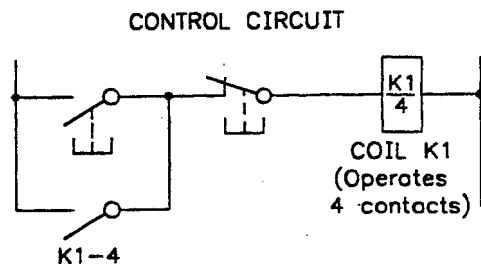 CONTROL CIRCUIT
K1
4
COIL K1
(Operates
4 contacts)
K1-4